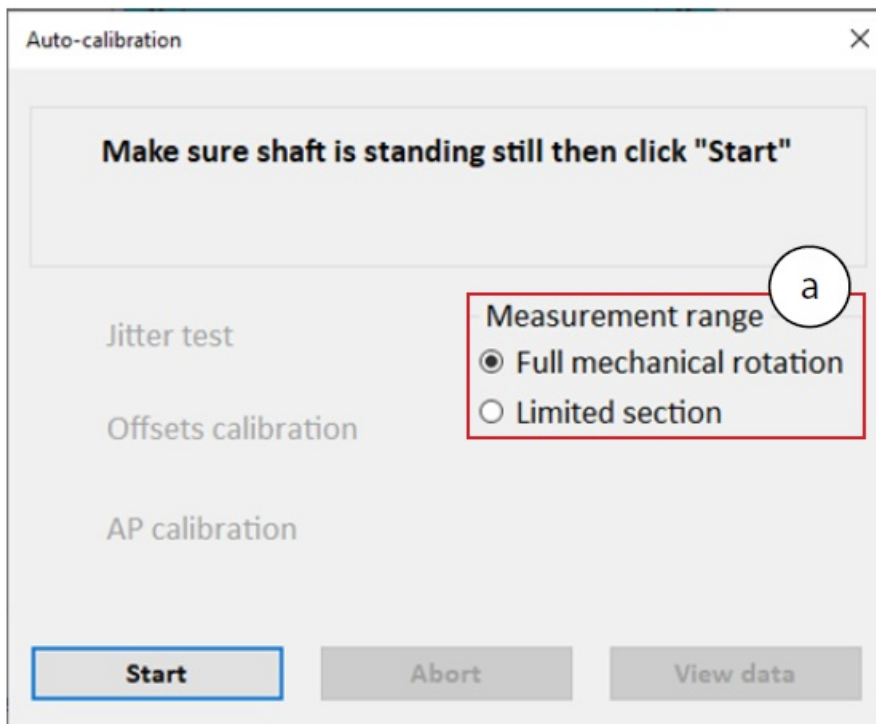 Auto-calibration
Make sure shaft is standing still then click "Start"
a
Measurement range
Jitter test
Full mechanical rotation
Limited section
Offsets calibration
AP calibration
Start
Abort
View data